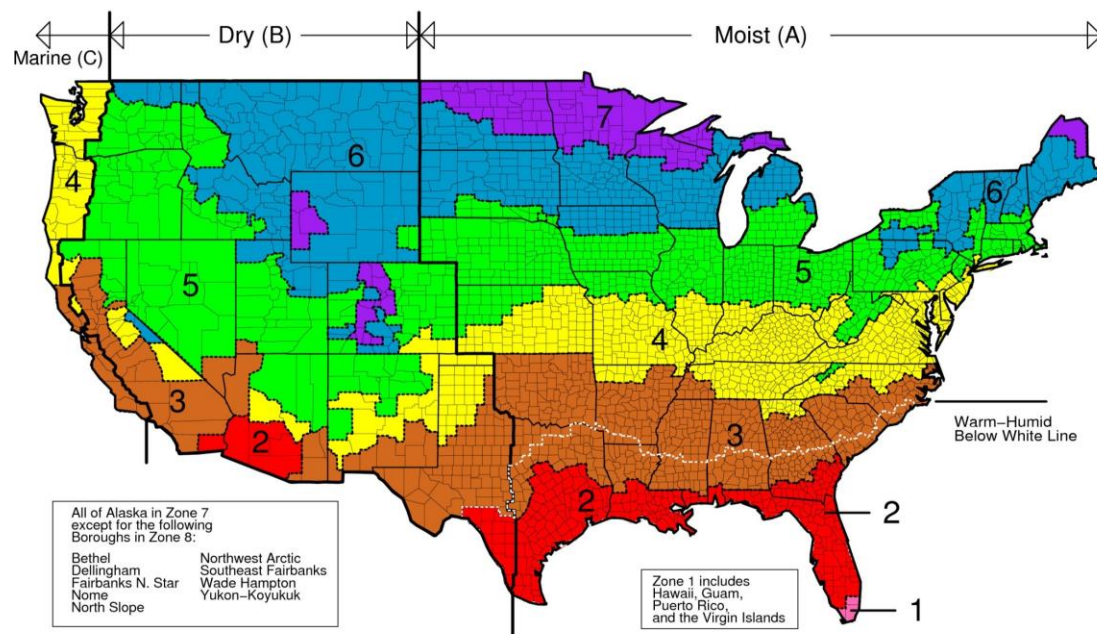 Marine (C)
Dry (B)
Moist (A)
7
6
6
4
5
5
4
3
3
2
2
Warm–Humid
Below White Line
2
1
All of Alaska in Zone 7
except for the following
Boroughs in Zone 8:
Bethel
Dellingham
Fairbanks N. Star
Nome
North Slope
Northwest Arctic
Southeast Fairbanks
Wade Hampton
Yukon–Koyukuk
Zone 1 includes
Hawaii, Guam,
Puerto Rico,
and the Virgin Islands